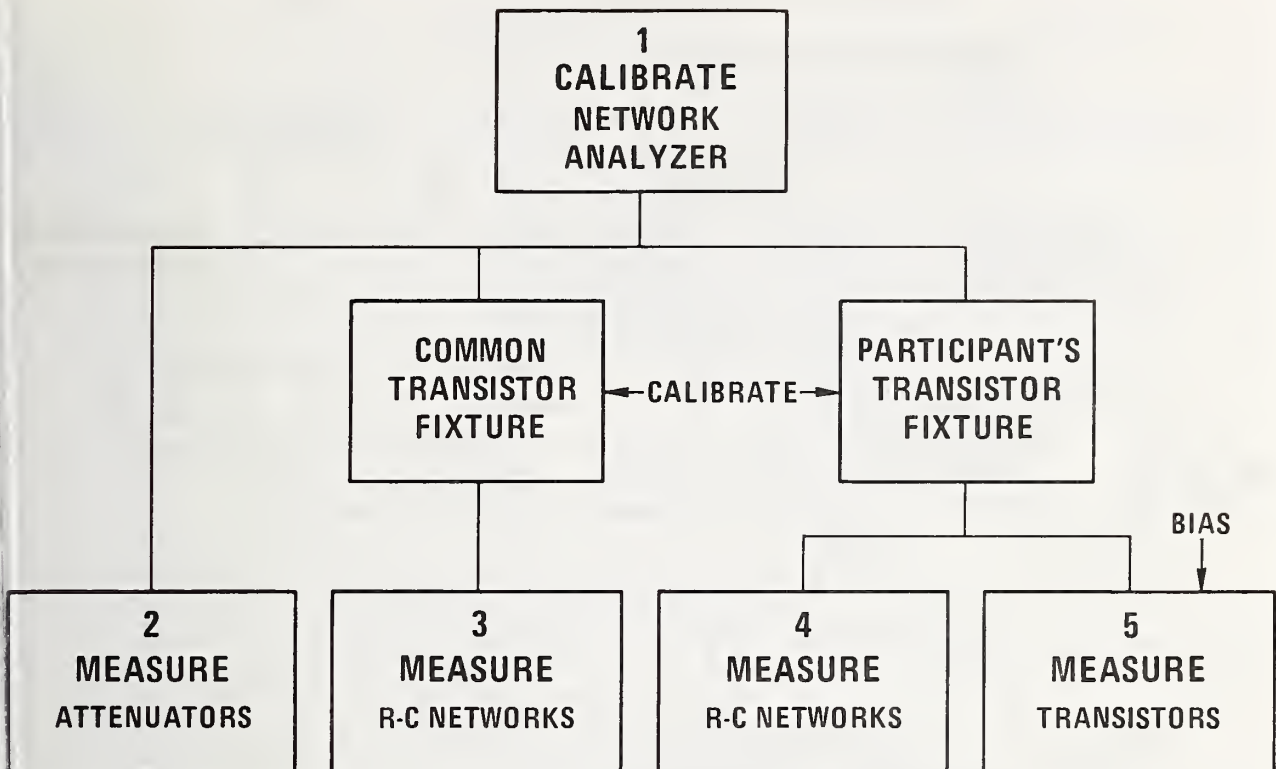 1
CALIBRATE
NETWORK
ANALYZER
COMMON
TRANSISTOR
FIXTURE
CALIBRATE
PARTICIPANT'S
TRANSISTOR
FIXTURE
BIAS
2
MEASURE
ATTENUATORS
3
MEASURE
R-C NETWORKS
4
MEASURE
R-C NETWORKS
5
MEASURE
TRANSISTORS